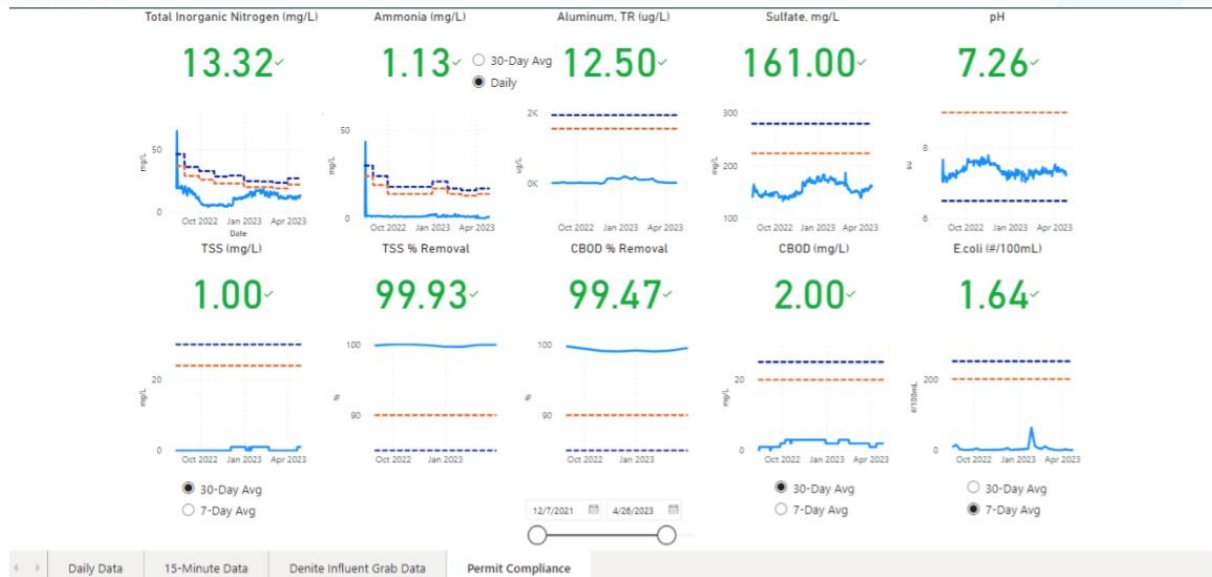 Total Inorganic Nitrogen (mg/L)
Ammonia (mg/L)
Aluminum, TR (ug/L)
Sulfate, mg/L
pH
13.32
1.13
30-Day Avg
Daily
12.50
161.00
7.26
mg/L
50
0
Oct 2022 Jan 2023 Apr 2023
Date
mg/L
50
0
Oct 2022 Jan 2023 Apr 2023
ug/L
2K
0K
Oct 2022 Jan 2023 Apr 2023
mg/L
300
200
100
Oct 2022 Jan 2023 Apr 2023
su
8
6
Oct 2022 Jan 2023 Apr 2023
TSS (mg/L)
TSS % Removal
CBOD % Removal
CBOD (mg/L)
E.coli (#/100mL)
1.00
99.93
99.47
2.00
1.64
mg/L
20
0
Oct 2022 Jan 2023 Apr 2023
%
100
90
Oct 2022 Jan 2023
%
100
90
Oct 2022 Jan 2023
mg/L
20
0
Oct 2022 Jan 2023 Apr 2023
#/100mL
200
0
Oct 2022 Jan 2023 Apr 2023
30-Day Avg
7-Day Avg
30-Day Avg
7-Day Avg
30-Day Avg
7-Day Avg
12/7/2021 4/26/2023
Daily Data 15-Minute Data Denite Influent Grab Data Permit Compliance